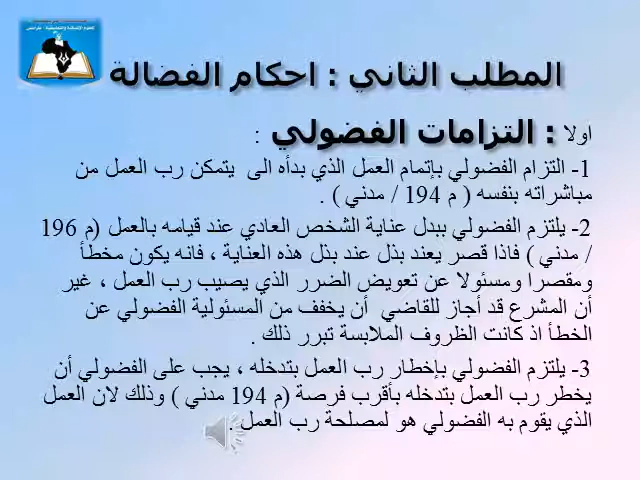 المطلب الثاني : احكام الفضالة
اولا : التزامات الفضولي :
1- التزام الفضولي بإتمام العمل الذي بدأه الى يتمكن رب العمل من
مباشراته بنفسه ( م 194 / مدني ) .
2- يلتزم الفضولي ببدل عناية الشخص العادي عند قيامه بالعمل (م 196
/ مدني ) فاذا قصر يعند بذل عند بذل هذه العناية ، فانه يكون مخطأ
ومقصرا ومسئولا عن تعويض الضرر الذي يصيب رب العمل ، غير
أن المشرع قد أجاز للقاضي أن يخفف من المسئولية الفضولي عن
الخطأ اذ كانت الظروف الملابسة تبرر ذلك .
3- يلتزم الفضولي بإخطار رب العمل بتدخله ، يجب على الفضولي أن
يخطر رب العمل بتدخله بأقرب فرصة (م 194 مدني ) وذلك لان العمل
الذي يقوم به الفضولي هو لمصلحة رب العمل .